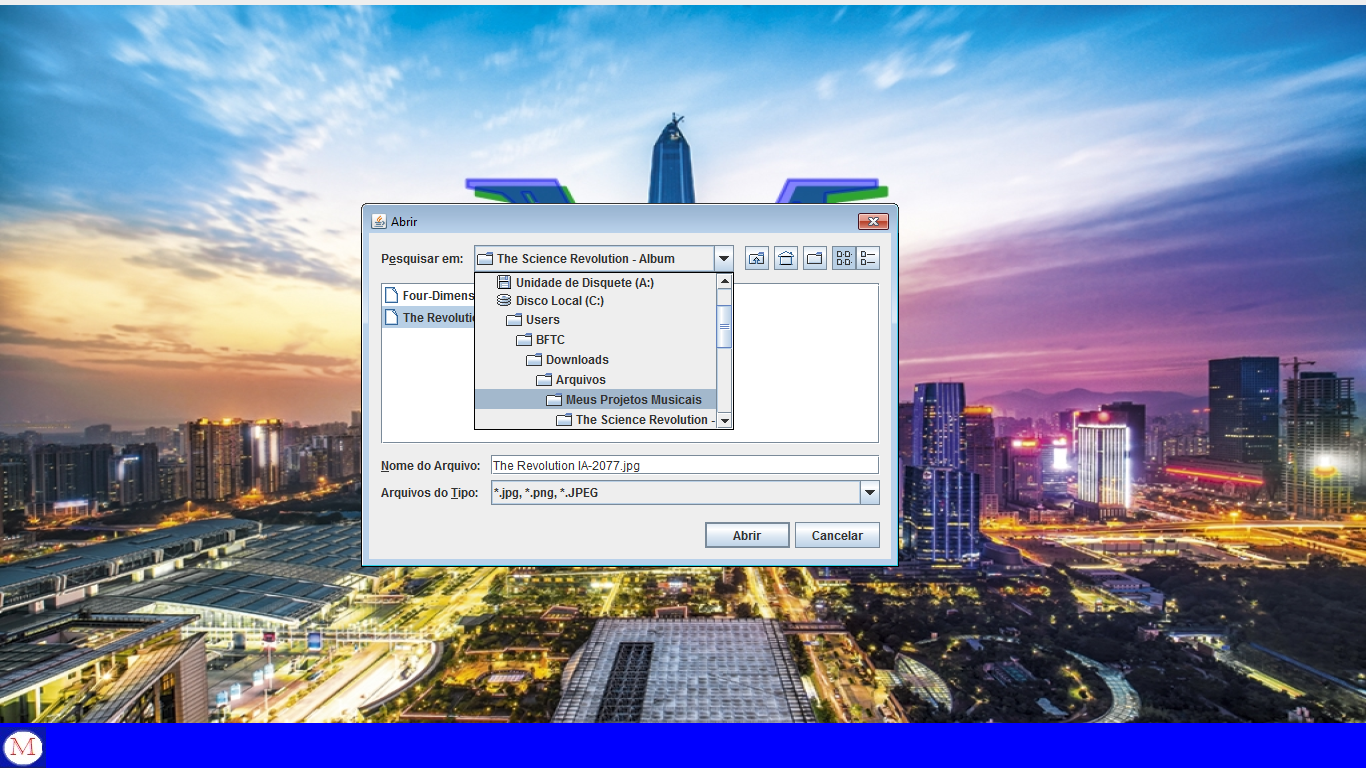 Abrir
Pesquisar em: The Science Revolution - Album
Unidade de Disquete (A:)
Disco Local (C:)
Users
BFTC
Downloads
Arquivos
Meus Projetos Musicais
The Science Revolution -
Four-Dimens
The Revolutio
Nome do Arquivo: The Revolution IA-2077.jpg
Arquivos do Tipo: *.jpg, *.png, *.JPEG
Abrir Cancelar
M